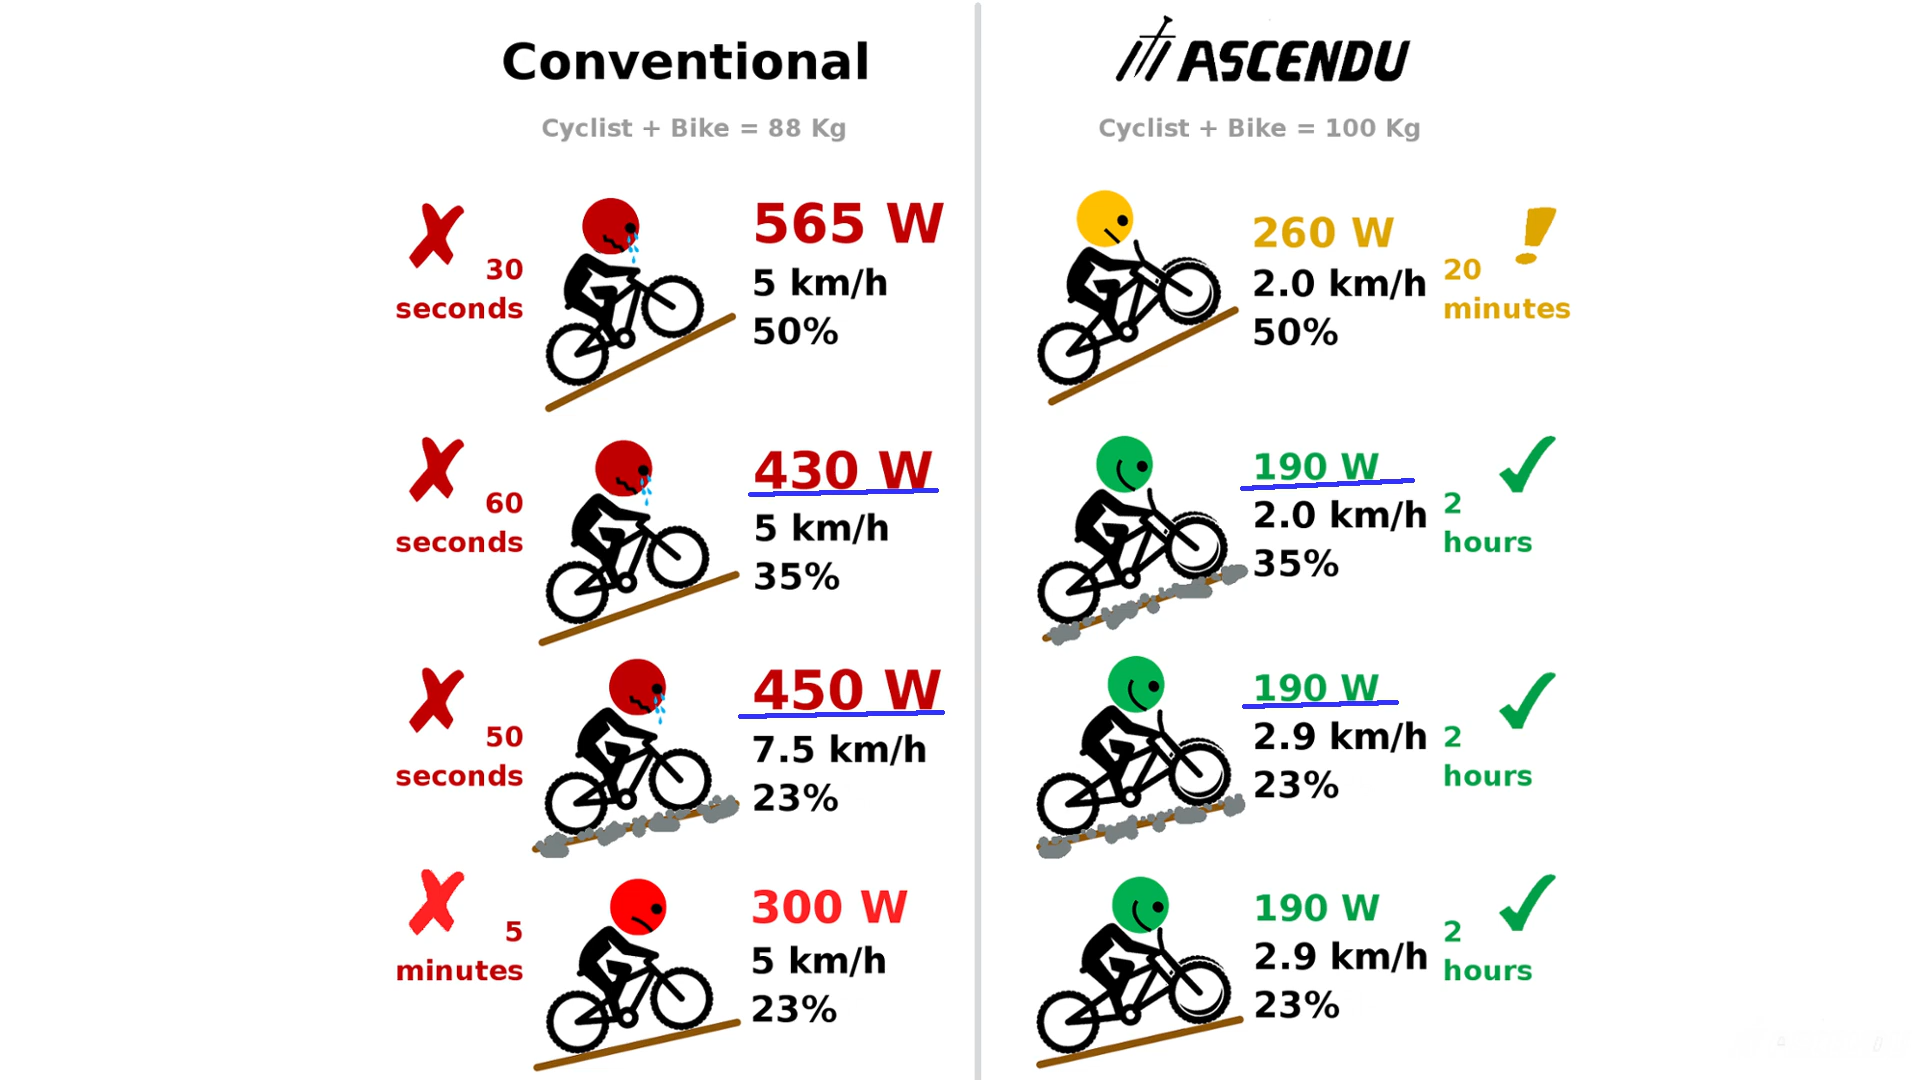 Conventional
Cyclist + Bike = 88 Kg
30
seconds
565 W
5 km/h
50%
60
seconds
430 W
5 km/h
35%
50
seconds
450 W
7.5 km/h
23%
5
minutes
300 W
5 km/h
23%
ASCENDU
Cyclist + Bike = 100 Kg
260 W
2.0 km/h
50%
20
minutes
190 W
2.0 km/h
35%
2
hours
190 W
2.9 km/h
23%
2
hours
190 W
2.9 km/h
23%
2
hours